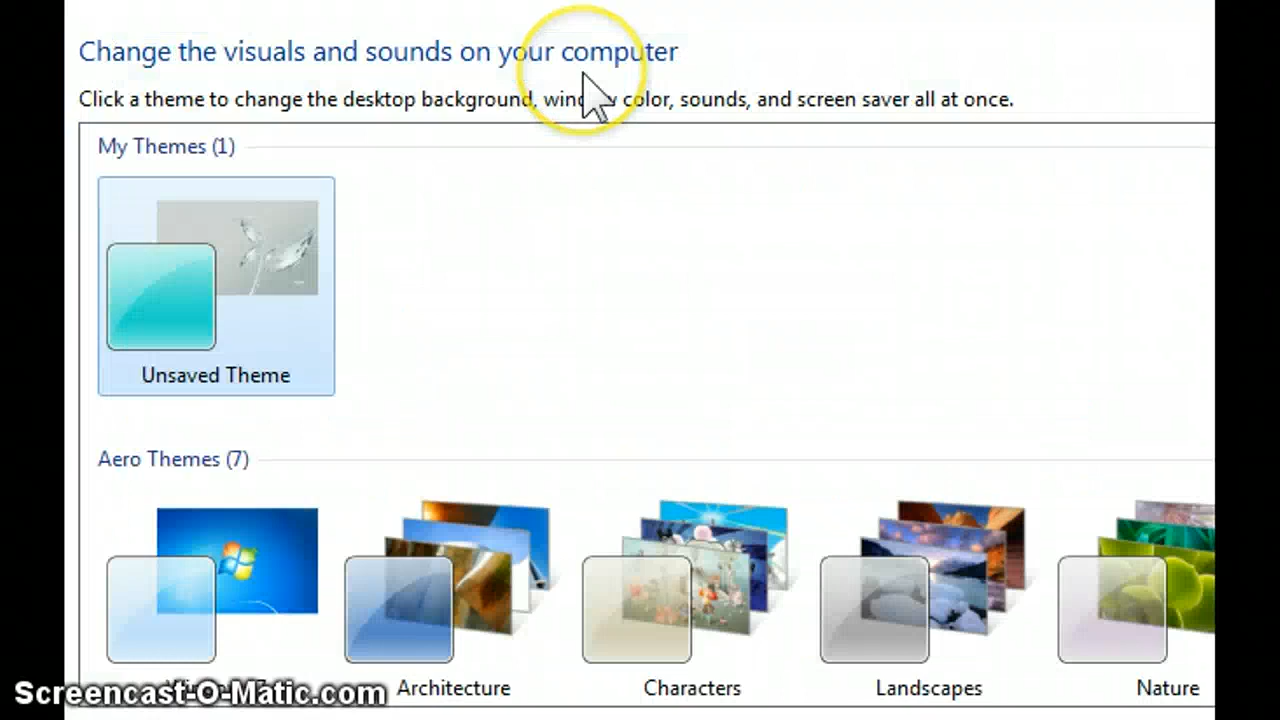 Change the visuals and sounds on your computer
Click a theme to change the desktop background, window color, sounds, and screen saver all at once.
My Themes (1)
Unsaved Theme
Aero Themes (7)
Architecture
Characters
Landscapes
Nature
Screencast-O-Matic.com